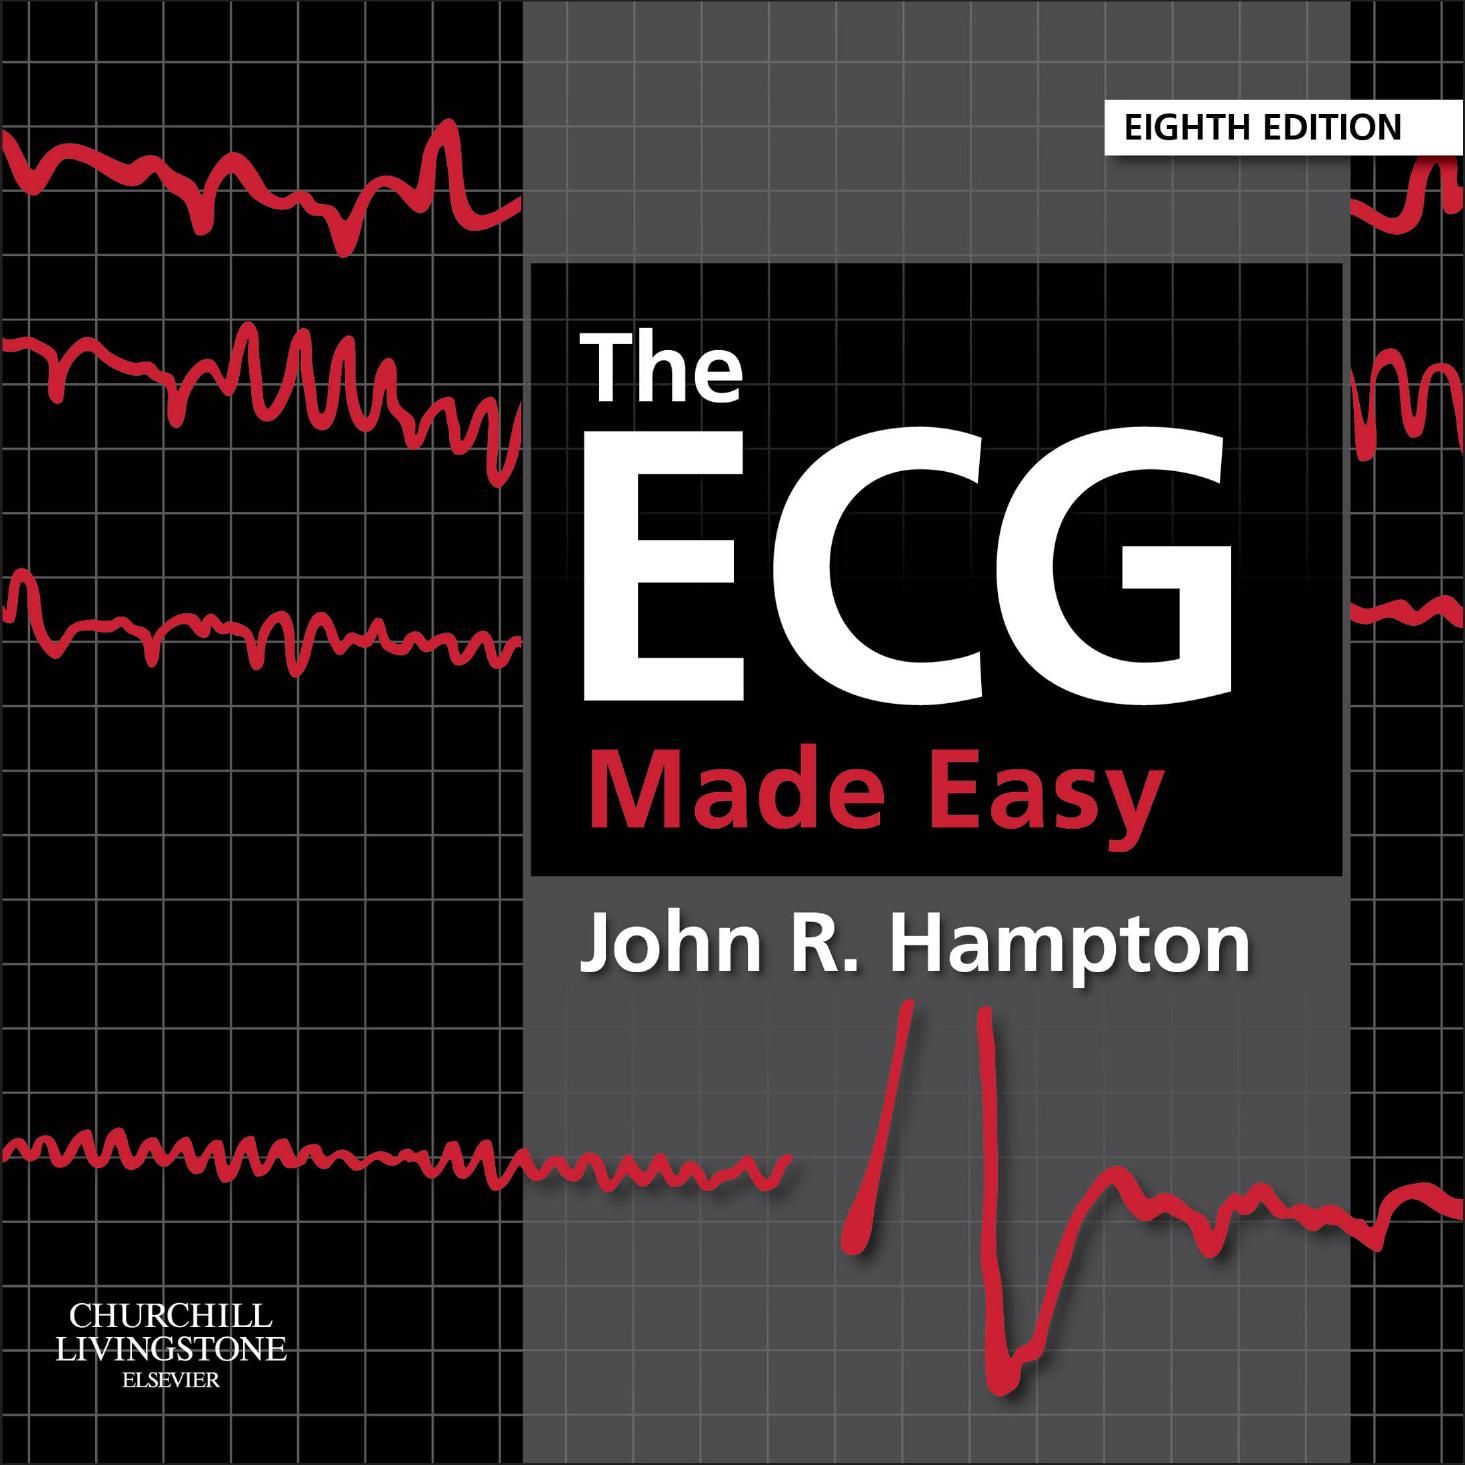 EIGHTH EDITION
The
ECG
Made Easy
John R. Hampton
CHURCHILL
LIVINGSTONE
ELSEVIER